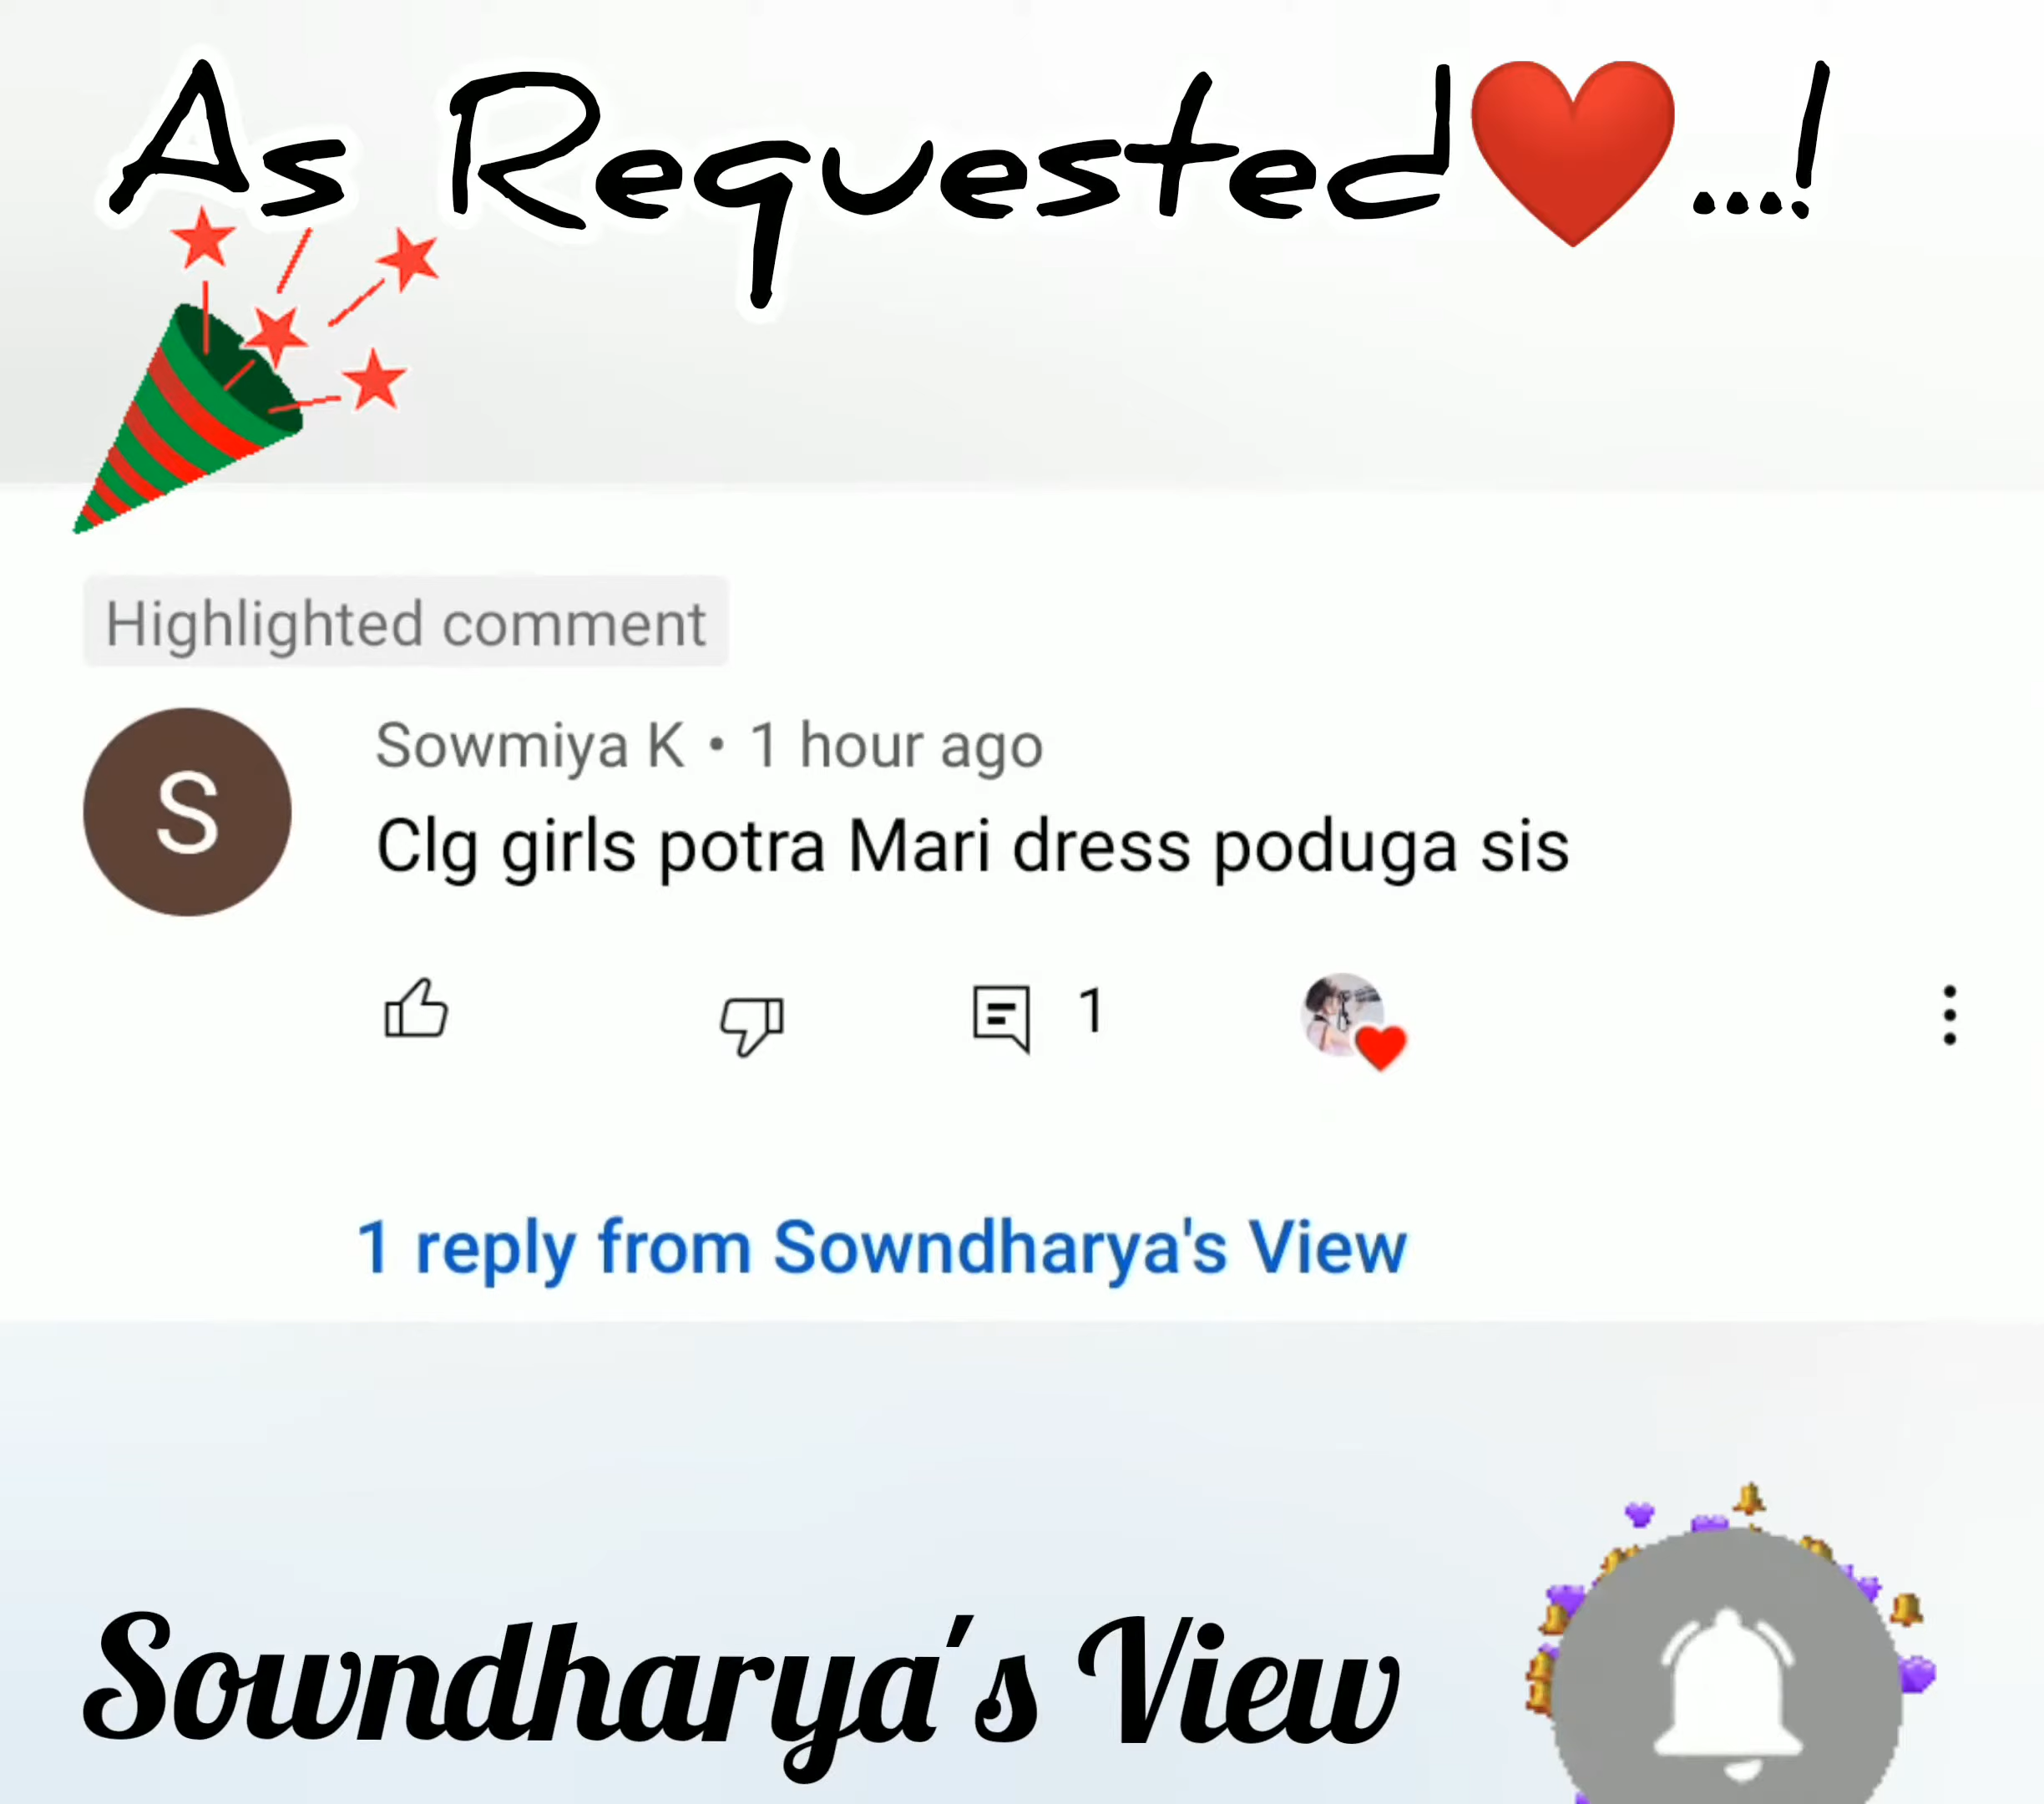 As Requested❤️...!
Highlighted comment
S
Sowmiya K • 1 hour ago
Clg girls potra Mari dress poduga sis
1
1 reply from Sowndharya's View
Sowndharya's View